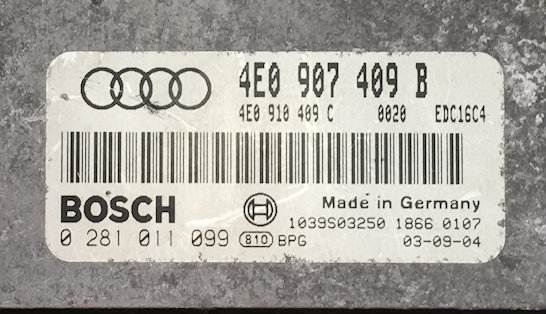 4E0 907 409 B
4E0 910 409 C 0020 EDC16C4
BOSCH Made in Germany
1039S03250 1866 0107
0 281 011 099 810 BPG 03-09-04